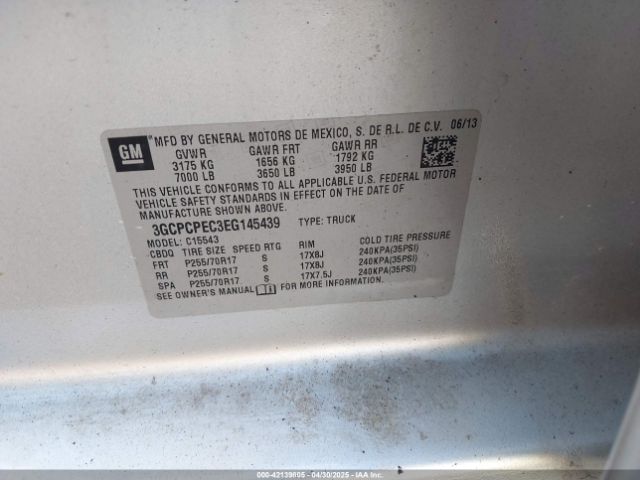 GM
MFD BY GENERAL MOTORS DE MEXICO, S. DE R.L. DE C.V. 06/13
GVWR GAWR FRT GAWR RR
3175 KG 1656 KG 1792 KG
7000 LB 3650 LB 3950 LB
THIS VEHICLE CONFORMS TO ALL APPLICABLE U.S. FEDERAL MOTOR
VEHICLE SAFETY STANDARDS IN EFFECT ON THE DATE OF
MANUFACTURE SHOWN ABOVE.
3GCPCPEC3EG145439 TYPE: TRUCK
MODEL: C15543
CBDQ TIRE SIZE SPEED RTG RIM COLD TIRE PRESSURE
FRT P255/70R17 S 17X8J 240KPA(35PSI)
RR P255/70R17 S 17X8J 240KPA(35PSI)
SPA P255/70R17 S 17X7.5J 240KPA(35PSI)
SEE OWNER'S MANUAL FOR MORE INFORMATION.
000-42139605 - 04/30/2025 - IAA Inc.